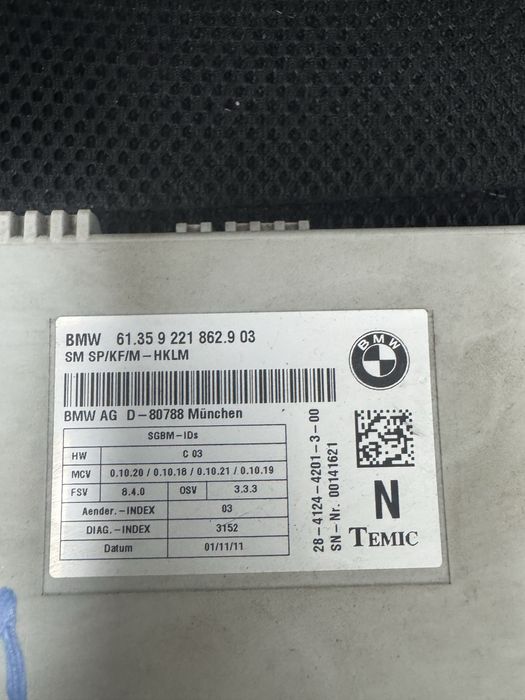 BMW 61.35 9 221 862.9 03
SM SP/KF/M-HKLM
BMW AG D-80788 München
SGBM-IDs
HW C 03
MCV 0.10.20 / 0.10.18 / 0.10.21 / 0.10.19
FSV 8.4.0 OSV 3.3.3
Aender.-INDEX 03
DIAG.-INDEX 3152
Datum 01/11/11
28-4124-4201-3-00
SN-Nr. 00141621
BMW
N
TEMIC